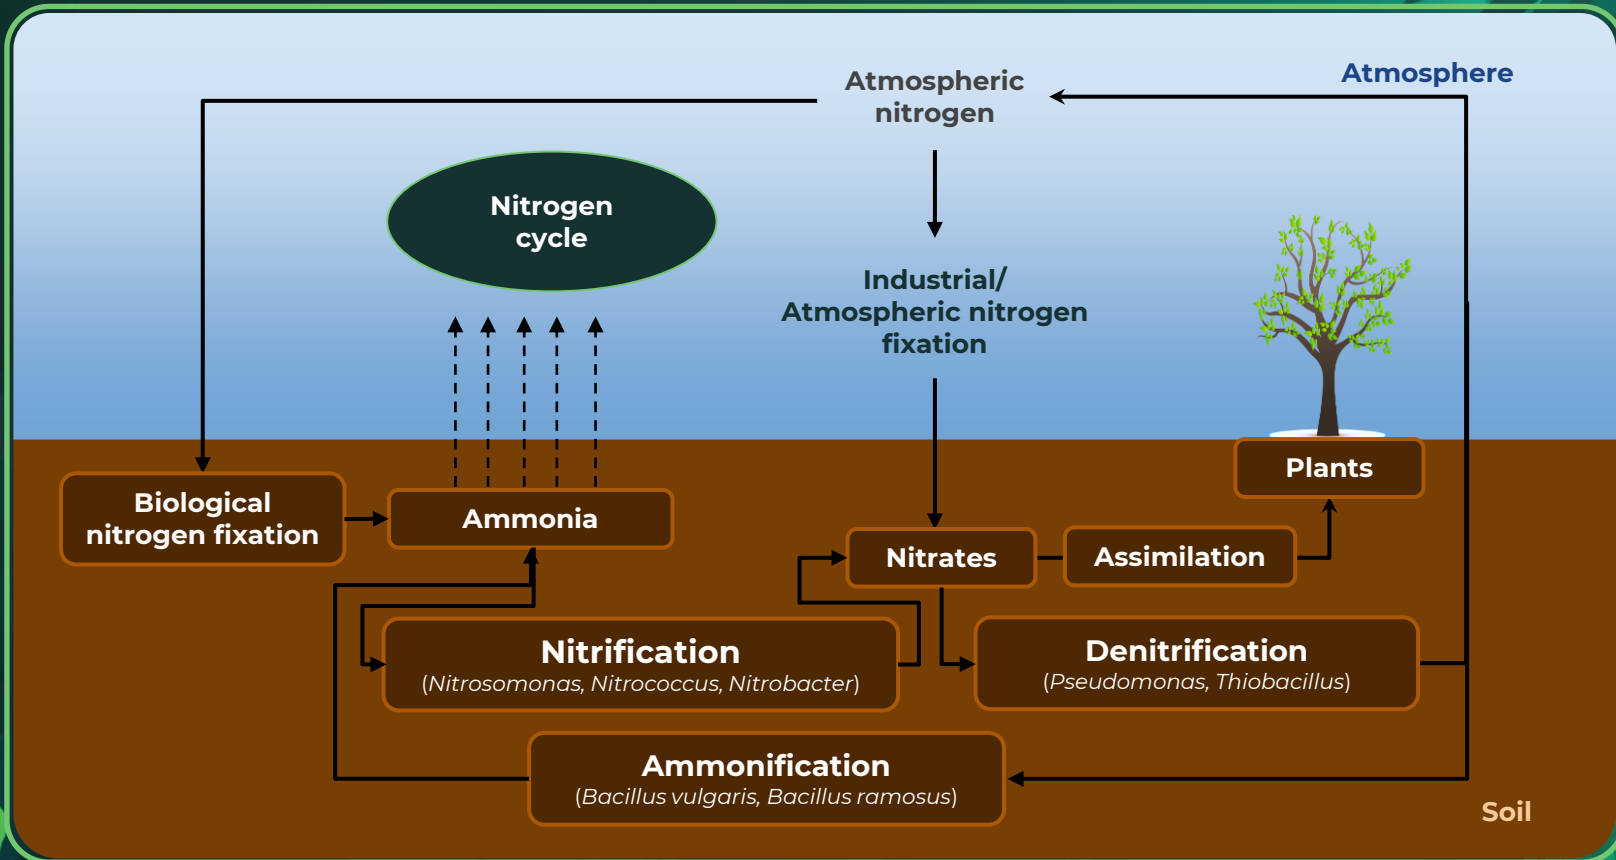 Atmosphere
Atmospheric
nitrogen
Nitrogen
cycle
Industrial/
Atmospheric nitrogen
fixation
Plants
Biological
nitrogen fixation
Ammonia
Nitrates
Assimilation
Nitrification
(Nitrosomonas, Nitrococcus, Nitrobacter)
Denitrification
(Pseudomonas, Thiobacillus)
Ammonification
(Bacillus vulgaris, Bacillus ramosus)
Soil